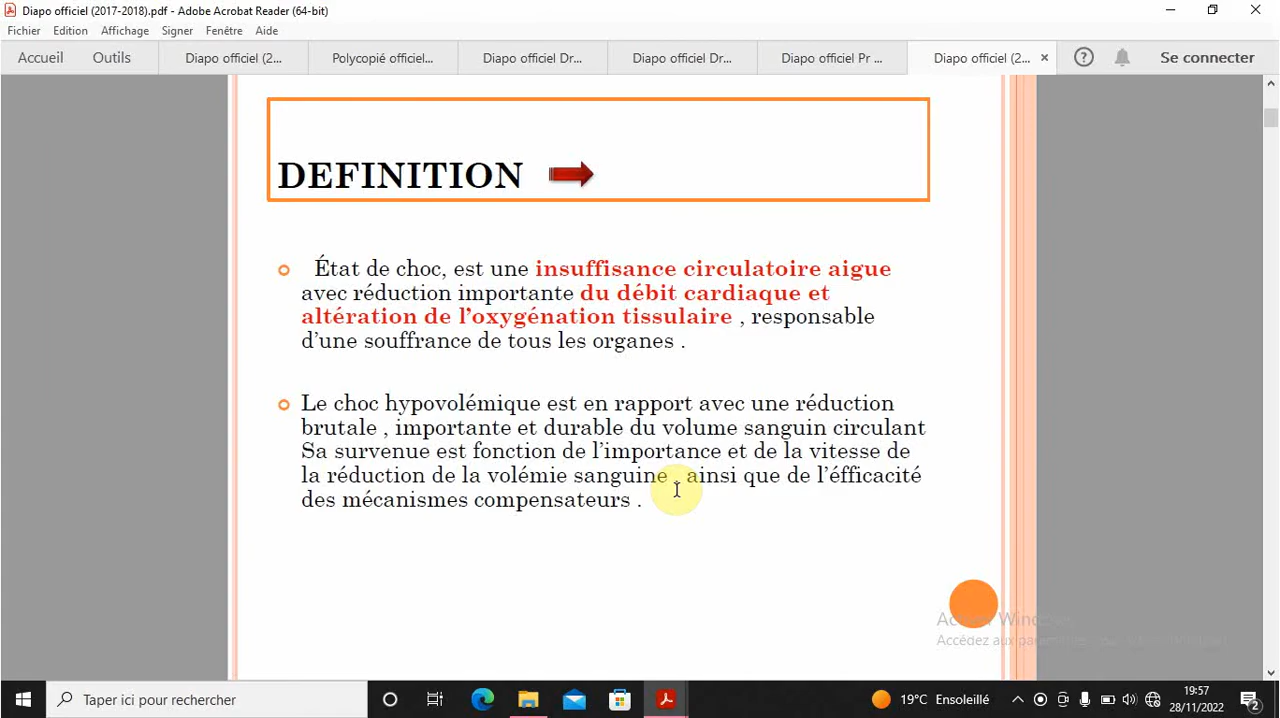 Diapo officiel (2017-2018).pdf - Adobe Acrobat Reader (64-bit)
Fichier Edition Affichage Signer Fenêtre Aide
Accueil Outils Diapo officiel (2... Polycopié officiel... Diapo officiel Dr... Diapo officiel Dr... Diapo officiel Pr ... Diapo officiel (2... × ? Se connecter
DEFINITION
État de choc, est une insuffisance circulatoire aigue
avec réduction importante du débit cardiaque et
altération de l’oxygénation tissulaire , responsable
d’une souffrance de tous les organes .
Le choc hypovolémique est en rapport avec une réduction
brutale , importante et durable du volume sanguin circulant
Sa survenue est fonction de l’importance et de la vitesse de
la réduction de la volémie sanguine , ainsi que de l’éfficacité
des mécanismes compensateurs .
Accédez aux
Taper ici pour rechercher 19°C Ensoleillé 19:57
28/11/2022 2